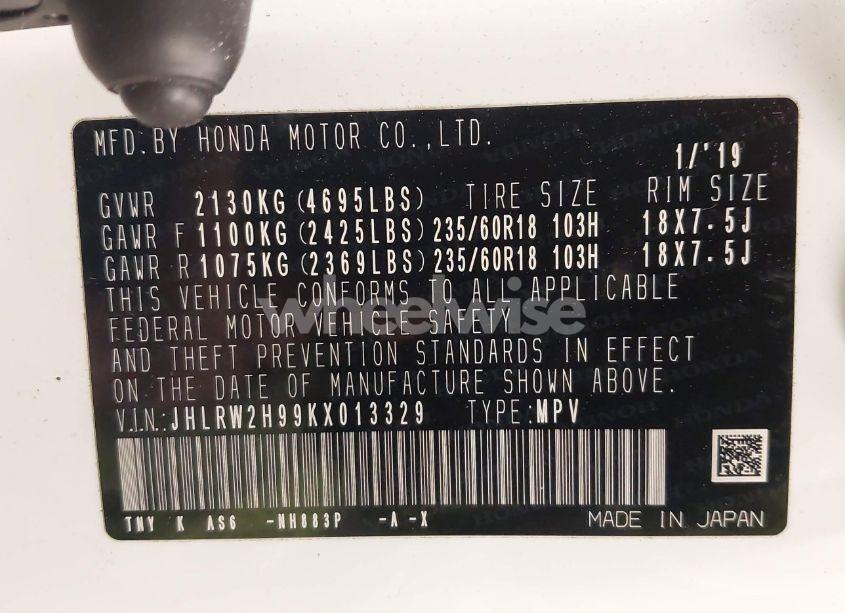 MFD. BY HONDA MOTOR CO., LTD.
1/'19
GVWR 2130KG (4695LBS) TIRE SIZE RIM SIZE
GAWR F 1100KG (2425LBS) 235/60R18 103H 18X7.5J
GAWR R 1075KG (2369LBS) 235/60R18 103H 18X7.5J
THIS VEHICLE CONFORMS TO ALL APPLICABLE
wheelwise
FEDERAL MOTOR VEHICLE SAFETY
AND THEFT PREVENTION STANDARDS IN EFFECT
ON THE DATE OF MANUFACTURE SHOWN ABOVE.
V.I.N.: JHLRW2H99KX013329 TYPE: MPV
TNY K AS6 -NH883P -A -X MADE IN JAPAN